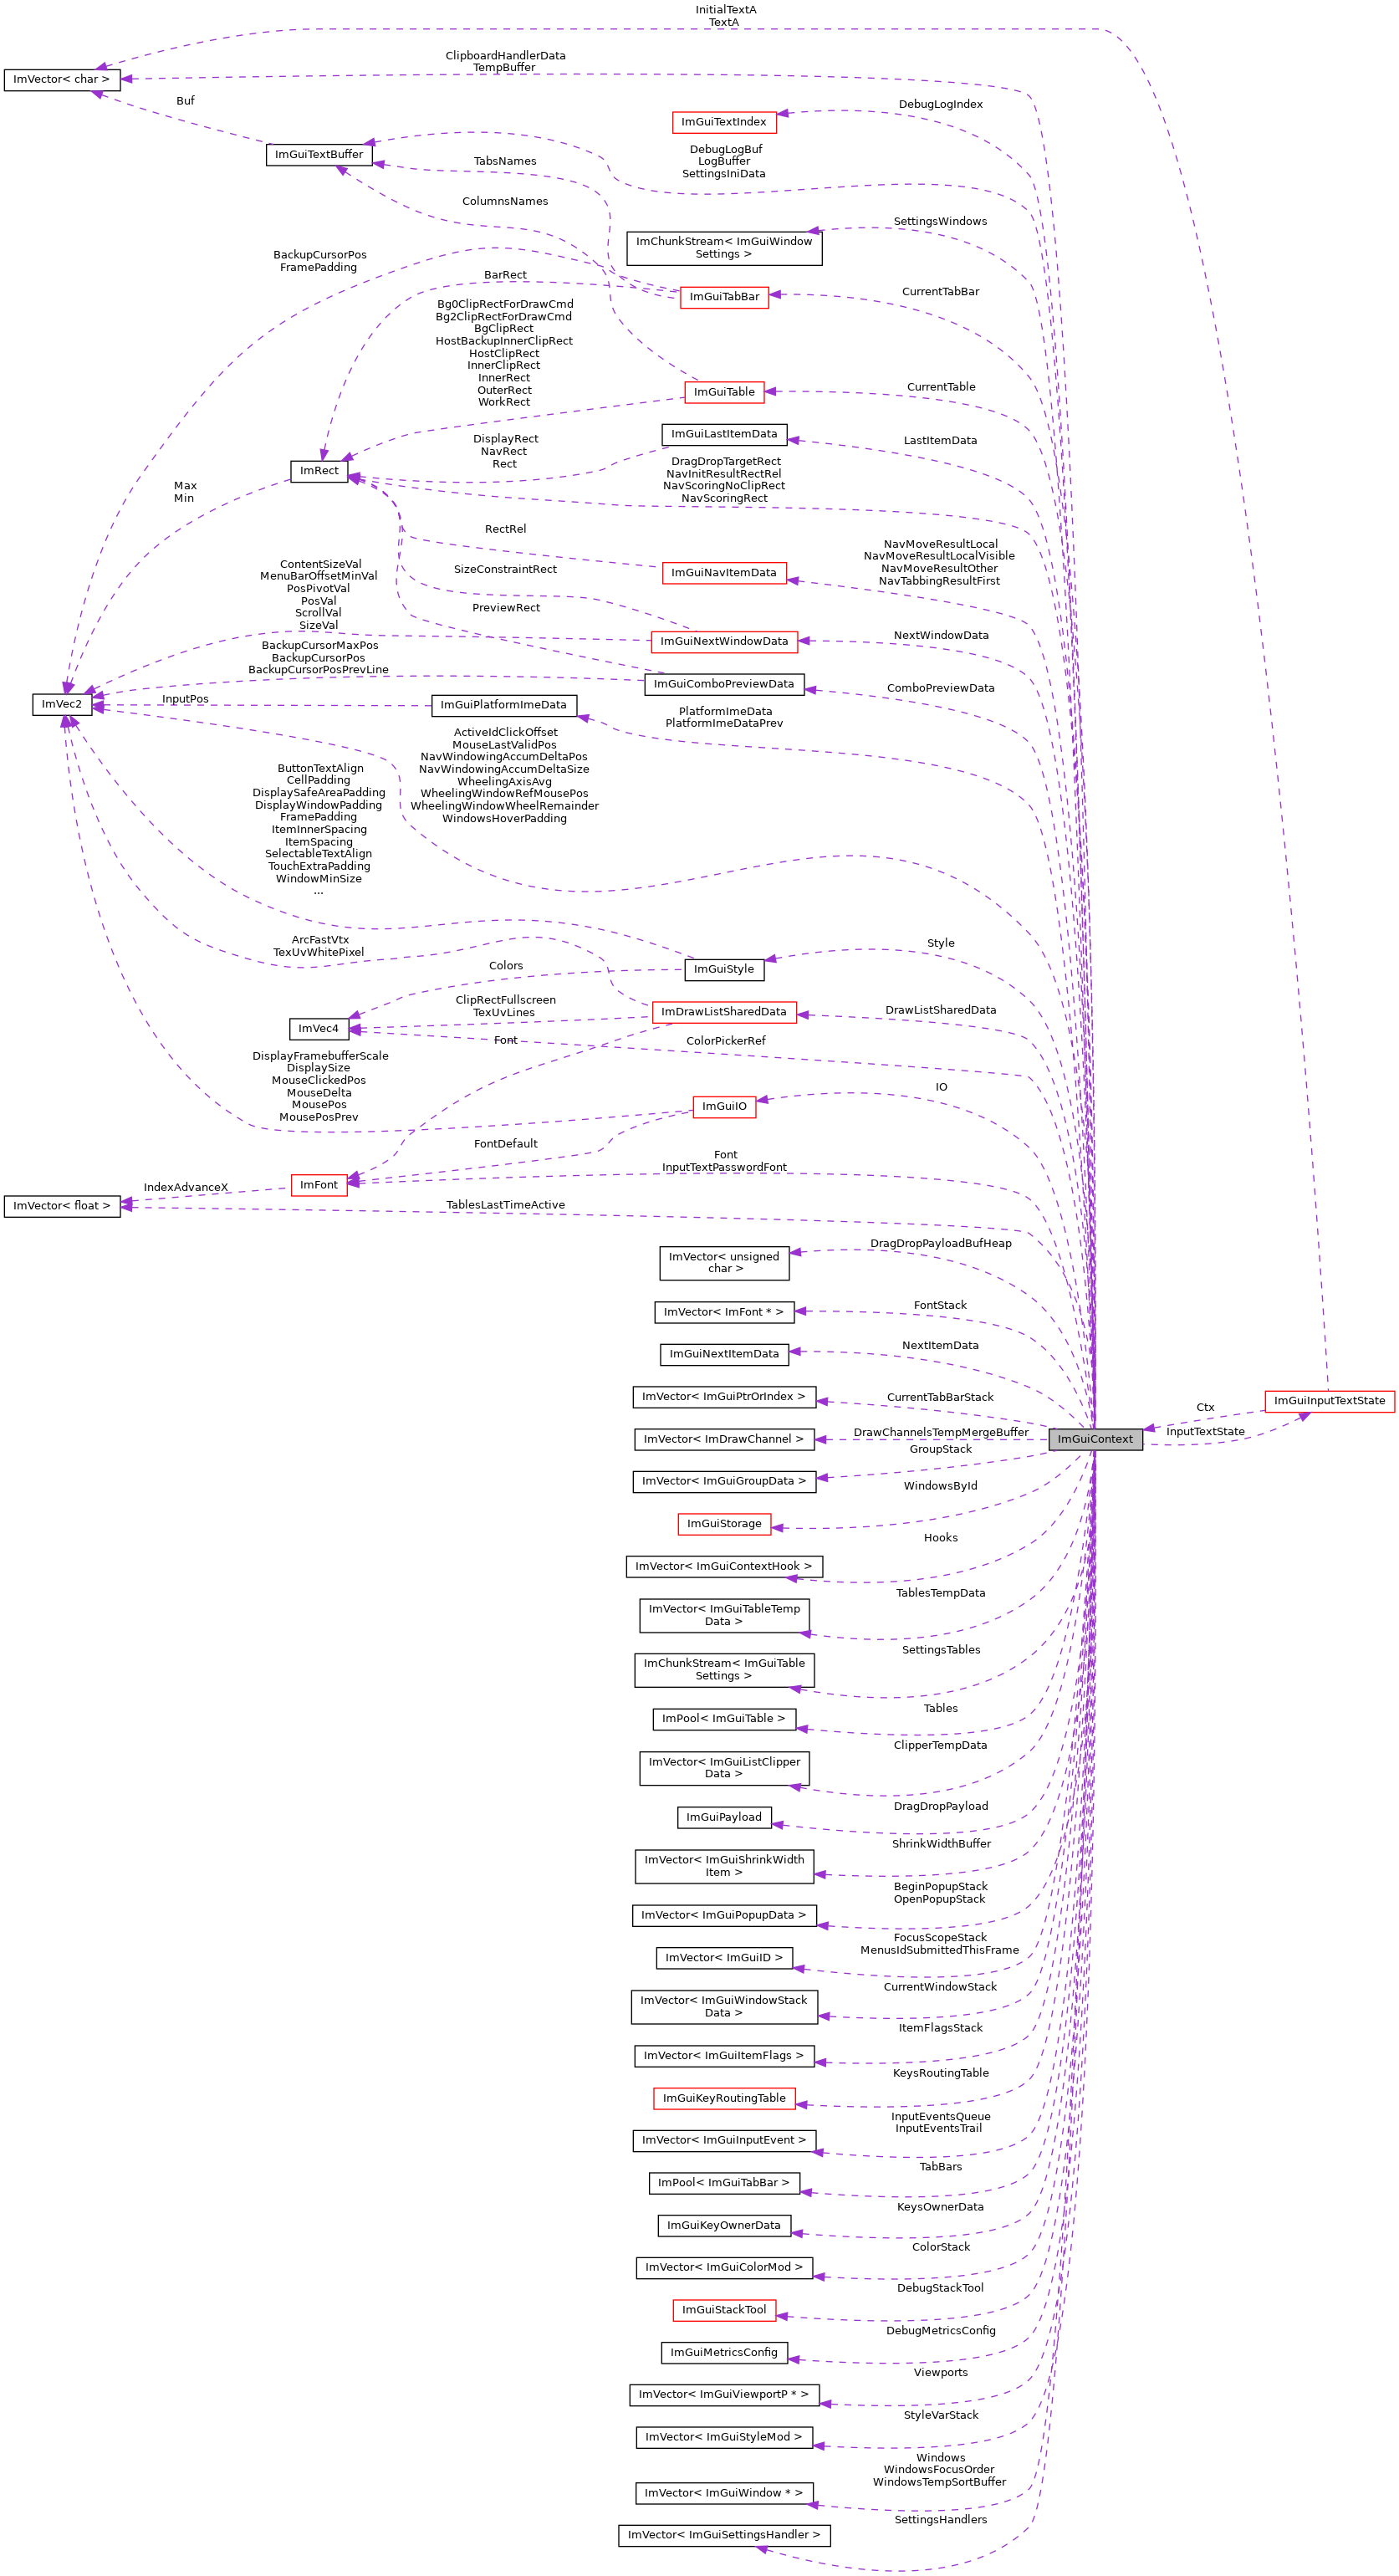 InitialTextA
TextA
ClipboardHandlerData
TempBuffer
ImVector< char >
Buf
DebugLogIndex
ImGuiTextIndex
ImGuiTextBuffer
TabsNames
DebugLogBuf
LogBuffer
SettingsIniData
ColumnsNames
SettingsWindows
ImChunkStream< ImGuiWindow
Settings >
BackupCursorPos
FramePadding
BarRect
ImGuiTabBar
CurrentTabBar
Bg0ClipRectForDrawCmd
Bg2ClipRectForDrawCmd
BgClipRect
HostBackupInnerClipRect
HostClipRect
InnerClipRect
InnerRect
OuterRect
WorkRect
ImGuiTable
CurrentTable
ImGuiLastItemData
LastItemData
DisplayRect
NavRect
Rect
ImRect
DragDropTargetRect
NavInitResultRectRel
NavScoringNoClipRect
NavScoringRect
Max
Min
RectRel
ImGuiNavItemData
NavMoveResultLocal
NavMoveResultLocalVisible
NavMoveResultOther
NavTabbingResultFirst
SizeConstraintRect
ContentSizeVal
MenuBarOffsetMinVal
PosPivotVal
PosVal
ScrollVal
SizeVal
PreviewRect
ImGuiNextWindowData
NextWindowData
BackupCursorMaxPos
BackupCursorPos
BackupCursorPosPrevLine
ImGuiComboPreviewData
ComboPreviewData
ImVec2
InputPos
ImGuiPlatformImeData
PlatformImeData
PlatformImeDataPrev
ActiveIdClickOffset
MouseLastValidPos
NavWindowingAccumDeltaPos
NavWindowingAccumDeltaSize
WheelingAxisAvg
WheelingWindowRefMousePos
WheelingWindowWheelRemainder
WindowsHoverPadding
ButtonTextAlign
CellPadding
DisplaySafeAreaPadding
DisplayWindowPadding
FramePadding
ItemInnerSpacing
ItemSpacing
SelectableTextAlign
TouchExtraPadding
WindowMinSize
...
ArcFastVtx
TexUvWhitePixel
Style
ImGuiStyle
Colors
ClipRectFullscreen
TexUvLines
ImDrawListSharedData
DrawListSharedData
ImVec4
Font
ColorPickerRef
DisplayFramebufferScale
DisplaySize
MouseClickedPos
MouseDelta
MousePos
MousePosPrev
IO
ImGuiIO
FontDefault
Font
InputTextPasswordFont
ImFont
IndexAdvanceX
ImVector< float >
TablesLastTimeActive
DragDropPayloadBufHeap
ImVector< unsigned
char >
FontStack
ImVector< ImFont * >
NextItemData
ImGuiNextItemData
CurrentTabBarStack
ImVector< ImGuiPtrOrIndex >
ImGuiInputTextState
Ctx
InputTextState
ImGuiContext
DrawChannelsTempMergeBuffer
ImVector< ImDrawChannel >
GroupStack
ImVector< ImGuiGroupData >
WindowsById
ImGuiStorage
Hooks
ImVector< ImGuiContextHook >
TablesTempData
ImVector< ImGuiTableTemp
Data >
SettingsTables
ImChunkStream< ImGuiTable
Settings >
Tables
ImPool< ImGuiTable >
ClipperTempData
ImVector< ImGuiListClipper
Data >
DragDropPayload
ImGuiPayload
ShrinkWidthBuffer
ImVector< ImGuiShrinkWidth
Item >
BeginPopupStack
OpenPopupStack
ImVector< ImGuiPopupData >
FocusScopeStack
MenusIdSubmittedThisFrame
ImVector< ImGuiID >
CurrentWindowStack
ImVector< ImGuiWindowStack
Data >
ItemFlagsStack
ImVector< ImGuiItemFlags >
KeysRoutingTable
ImGuiKeyRoutingTable
InputEventsQueue
InputEventsTrail
ImVector< ImGuiInputEvent >
TabBars
ImPool< ImGuiTabBar >
KeysOwnerData
ImGuiKeyOwnerData
ColorStack
ImVector< ImGuiColorMod >
DebugStackTool
ImGuiStackTool
DebugMetricsConfig
ImGuiMetricsConfig
Viewports
ImVector< ImGuiViewportP * >
StyleVarStack
ImVector< ImGuiStyleMod >
Windows
WindowsFocusOrder
WindowsTempSortBuffer
ImVector< ImGuiWindow * >
SettingsHandlers
ImVector< ImGuiSettingsHandler >